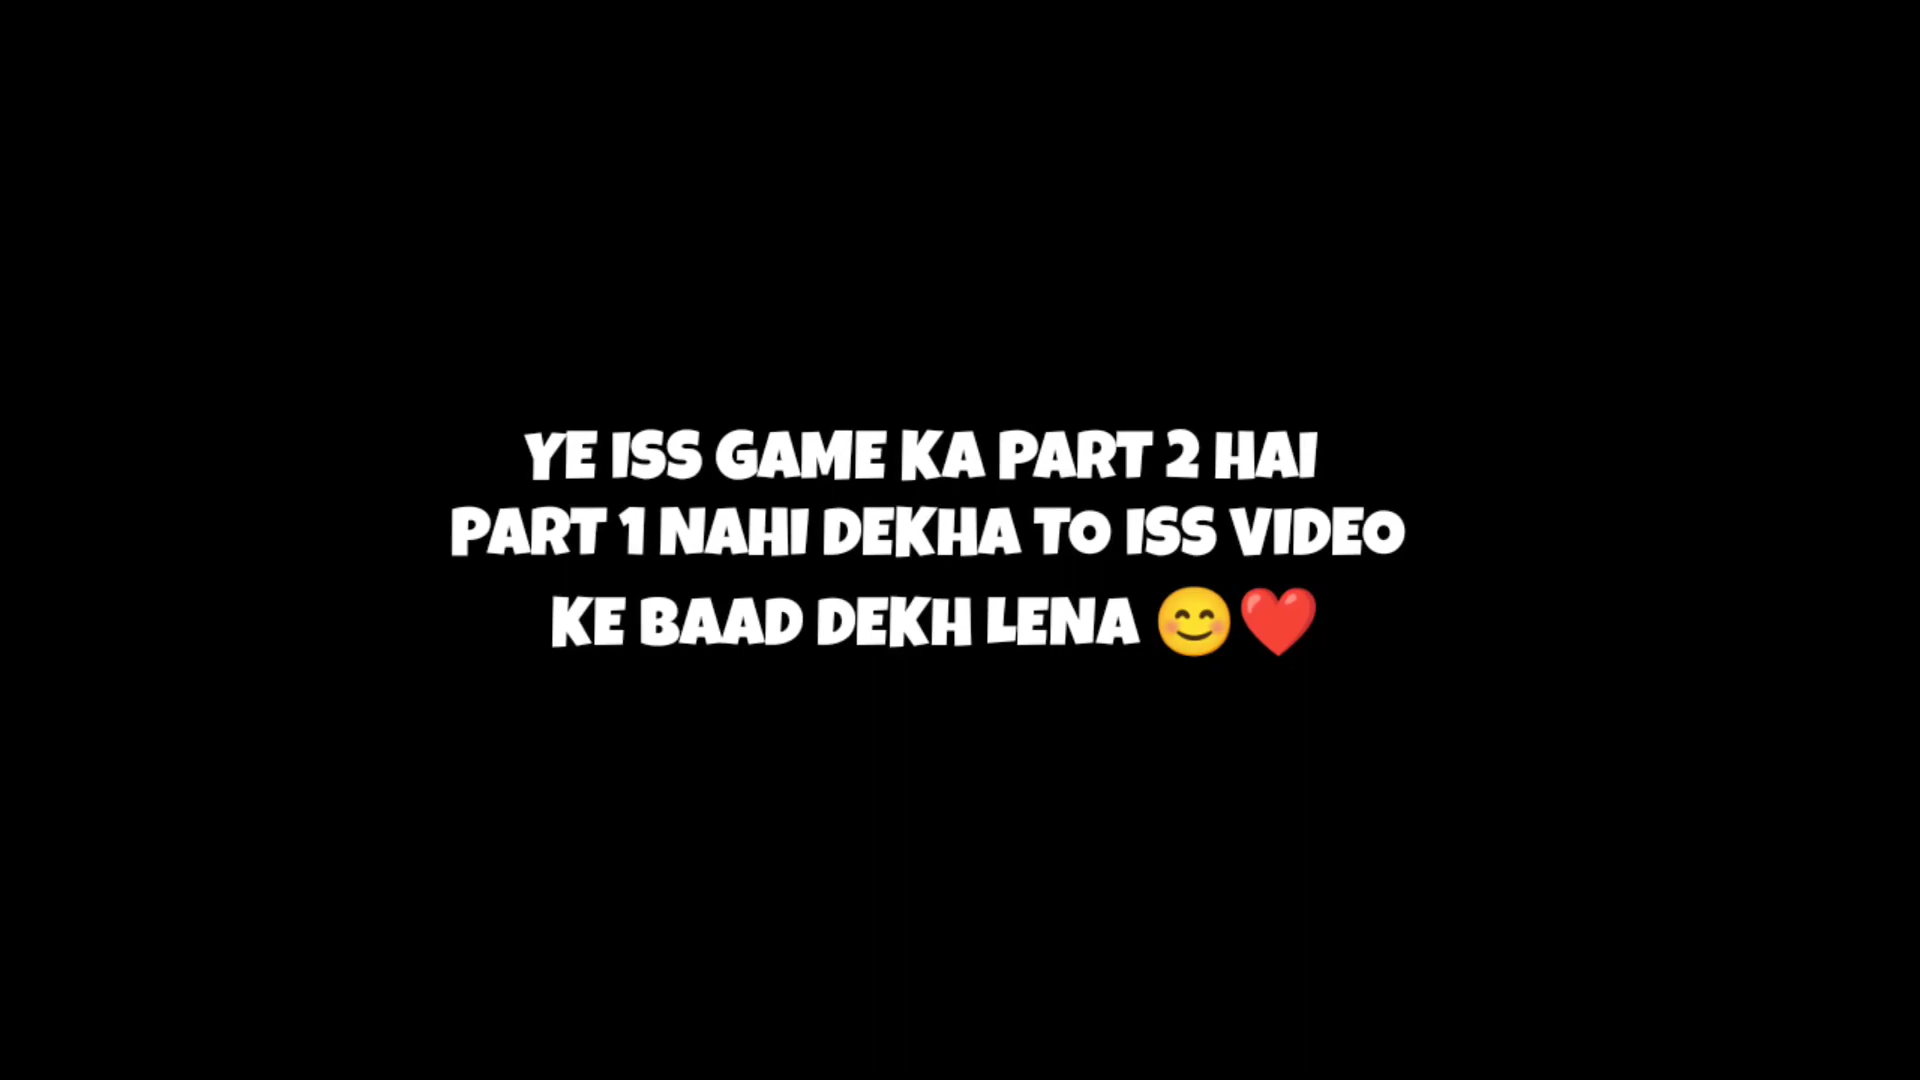 YE ISS GAME KA PART 2 HAI
PART 1 NAHI DEKHA TO ISS VIDEO
KE BAAD DEKH LENA 😊❤️